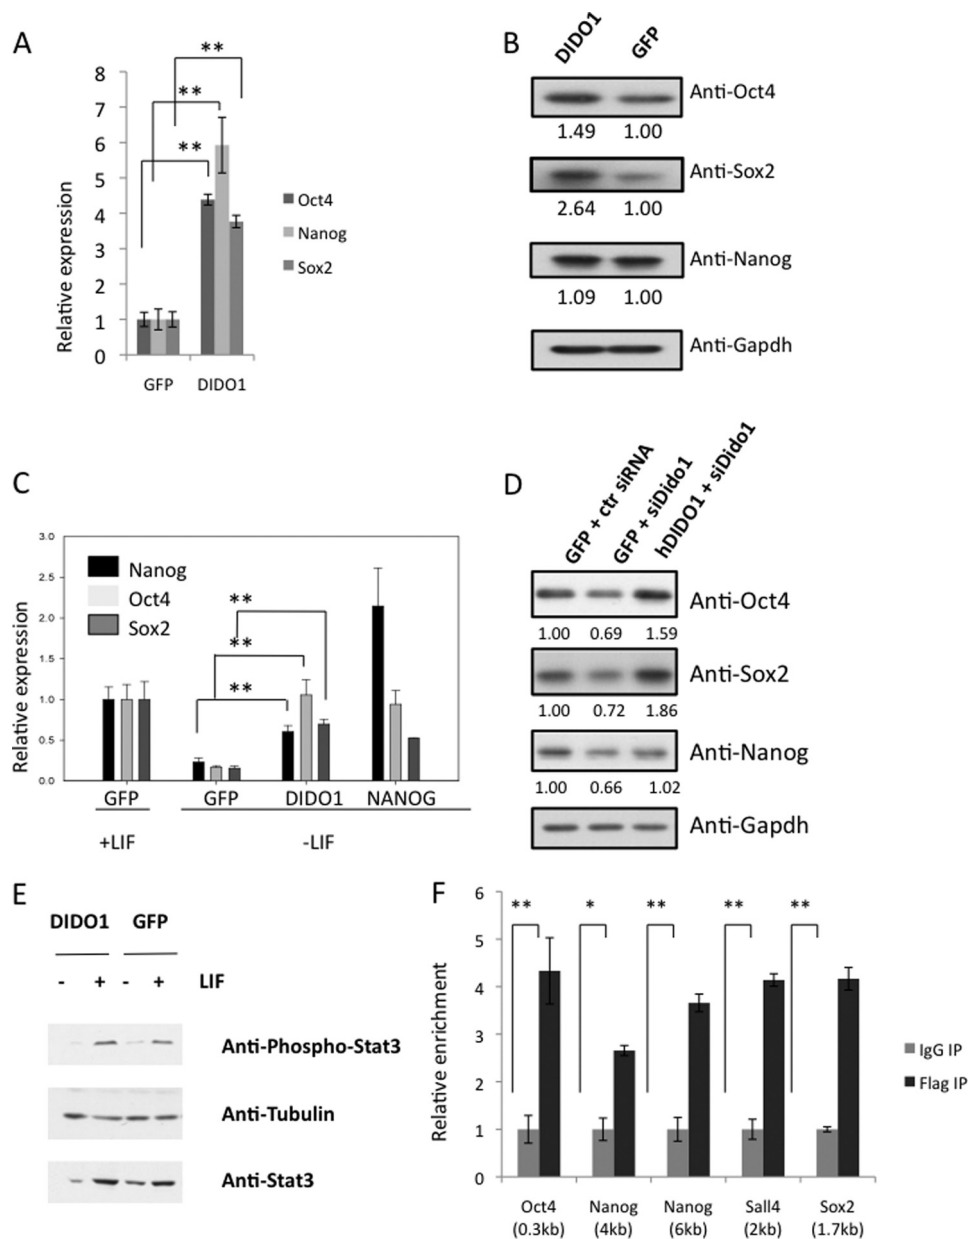 A
**
**
**
8
7
6
5
4
3
2
1
0
Relative expression
Oct4
Nanog
Sox2
GFP DIDO1
B
DIDO1 GFP
Anti-Oct4
1.49 1.00
Anti-Sox2
2.64 1.00
Anti-Nanog
1.09 1.00
Anti-Gapdh
C
3.0
2.5
2.0
1.5
1.0
0.5
0.0
Relative expression
Nanog
Oct4
Sox2
**
**
**
GFP GFP DIDO1 NANOG
+LIF -LIF
D
GFP + ctr siRNA
GFP + siDido1
hDIDO1 + siDido1
Anti-Oct4
1.00 0.69 1.59
Anti-Sox2
1.00 0.72 1.86
Anti-Nanog
1.00 0.66 1.02
Anti-Gapdh
E
DIDO1 GFP
- + - + LIF
Anti-Phospho-Stat3
Anti-Tubulin
Anti-Stat3
F
6
5
4
3
2
1
0
Relative enrichment
** * ** ** **
IgG IP
Flag IP
Oct4 Nanog Nanog Sall4 Sox2
(0.3kb) (4kb) (6kb) (2kb) (1.7kb)